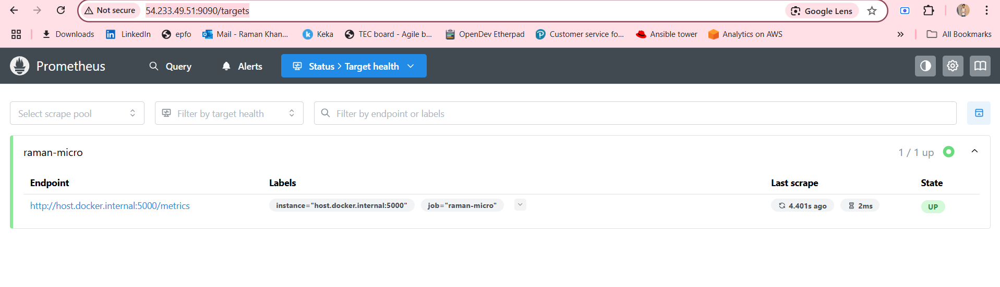 Not secure 54.233.49.51:9090/targets Google Lens
Downloads LinkedIn epfo Mail - Raman Khan... Keka TEC board - Agile b... OpenDev Etherpad Customer service fo... Ansible tower Analytics on AWS » All Bookmarks
Prometheus Query Alerts Status > Target health
Select scrape pool Filter by target health Filter by endpoint or labels
raman-micro 1 / 1 up
Endpoint Labels Last scrape State
http://host.docker.internal:5000/metrics instance="host.docker.internal:5000" job="raman-micro" 4.401s ago 2ms UP